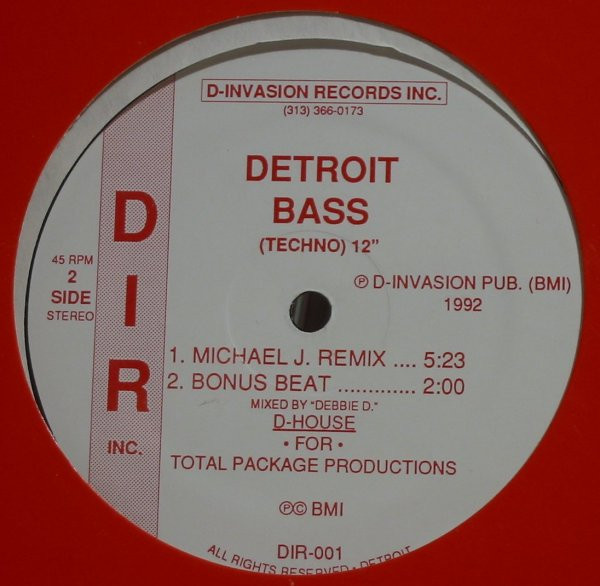 D-INVASION RECORDS INC.
(313) 366-0173
DETROIT
BASS
(TECHNO) 12"
D
I
R
INC.
45 RPM
2
SIDE
STEREO
Ⓟ D-INVASION PUB. (BMI)
1992
1. MICHAEL J. REMIX .... 5:23
2. BONUS BEAT ............. 2:00
MIXED BY "DEBBIE D."
D-HOUSE
• FOR •
TOTAL PACKAGE PRODUCTIONS
ⓅⒸ BMI
DIR-001
ALL RIGHTS RESERVED • DETROIT